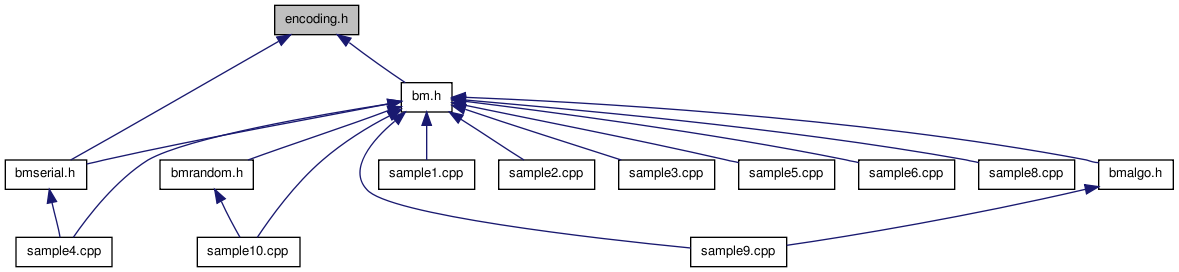 encoding.h
bm.h
bmserial.h
bmrandom.h
sample1.cpp
sample2.cpp
sample3.cpp
sample5.cpp
sample6.cpp
sample8.cpp
bmalgo.h
sample4.cpp
sample10.cpp
sample9.cpp